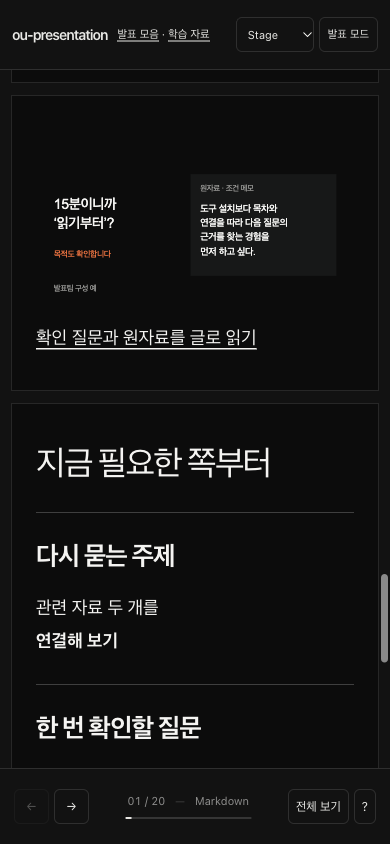 ou-presentation 발표 모음 · 학습 자료 Stage 발표 모드
15분이니까
‘읽기부터’?
목적도 확인합니다
발표팀 구성 예
원자료 · 조건 메모
도구 설치보다 목차와
연결을 따라 다음 질문의
근거를 찾는 경험을
먼저 하고 싶다.
확인 질문과 원자료를 글로 읽기
지금 필요한 쪽부터
다시 묻는 주제
관련 자료 두 개를
연결해 보기
한 번 확인할 질문
← → 01 / 20 — Markdown 전체 보기 ?